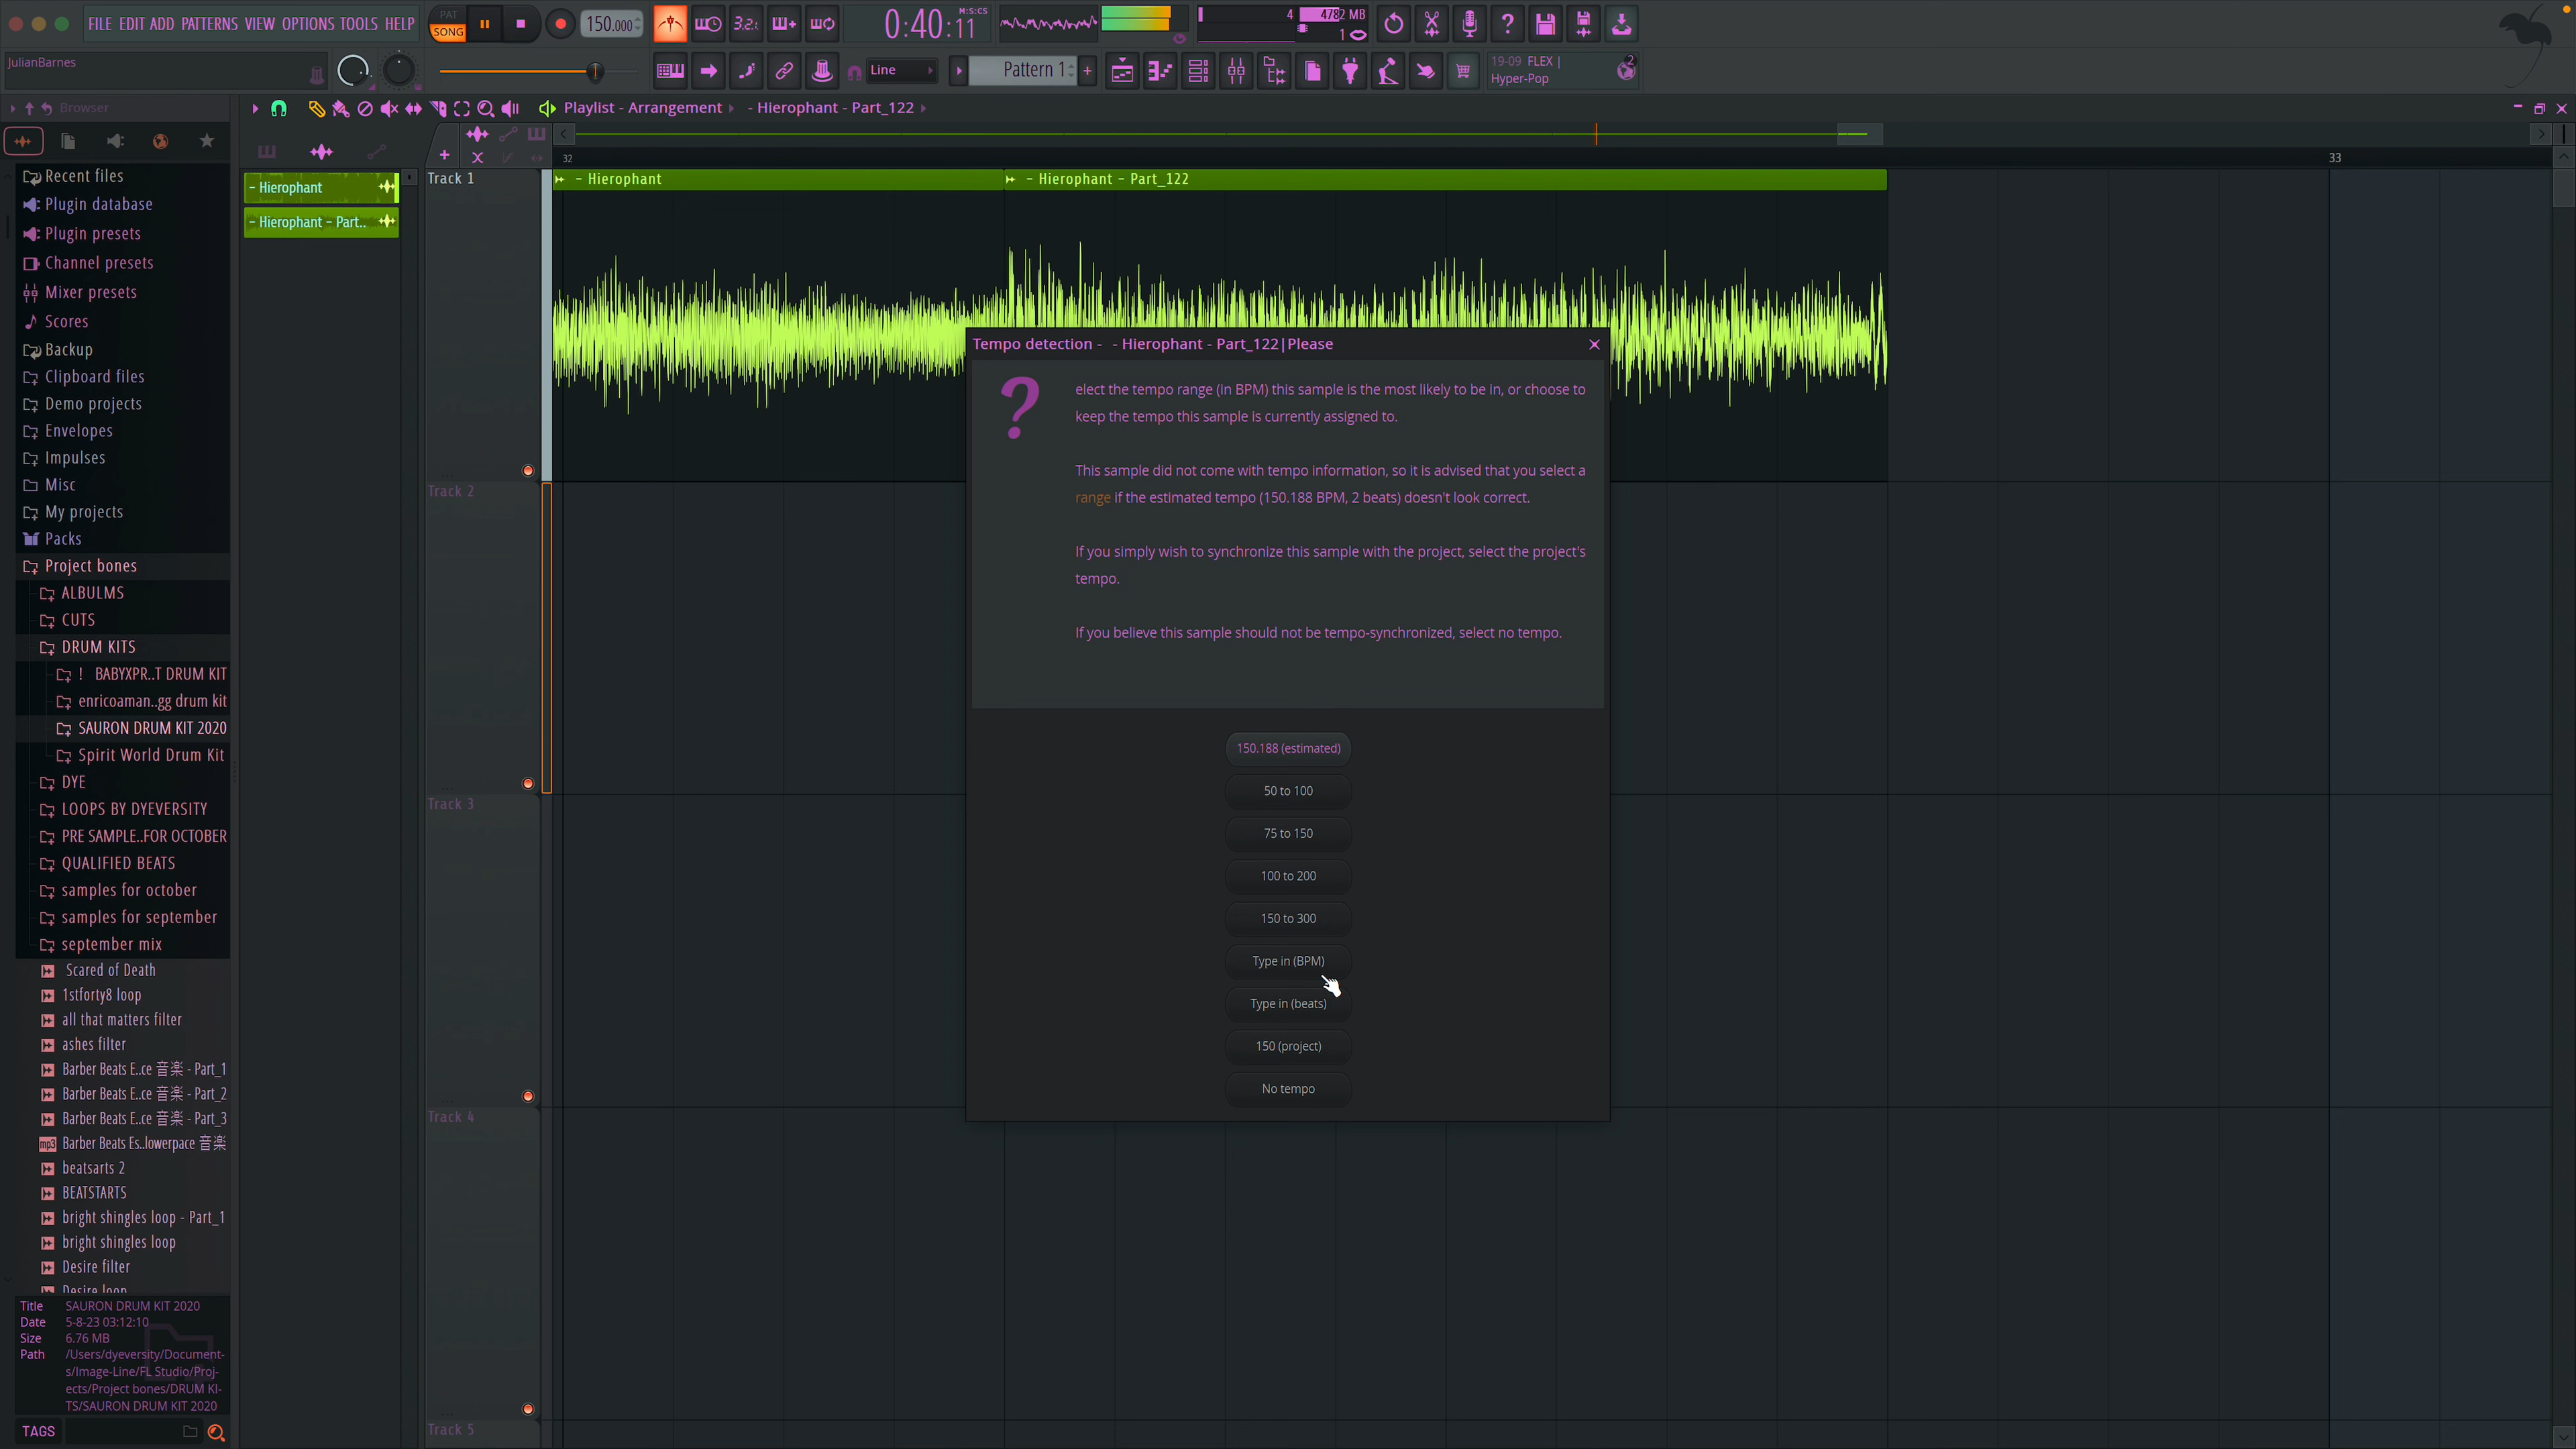 FILE EDIT ADD PATTERNS VIEW OPTIONS TOOLS HELP
PAT
SONG
150.000
3.2.
0:40:11
M:S:CS
4
4782 MB
1
JulianBarnes
Line
Pattern 1
19-09 FLEX |
Hyper-Pop
2
Browser
Playlist - Arrangement
- Hierophant - Part_122
Recent files
Plugin database
Plugin presets
Channel presets
Mixer presets
Scores
Backup
Clipboard files
Demo projects
Envelopes
Impulses
Misc
My projects
Packs
Project bones
ALBULMS
CUTS
DRUM KITS
! BABYXPR..T DRUM KIT
enricoaman..gg drum kit
SAURON DRUM KIT 2020
Spirit World Drum Kit
DYE
LOOPS BY DYEVERSITY
PRE SAMPLE..FOR OCTOBER
QUALIFIED BEATS
samples for october
samples for september
september mix
Scared of Death
1stforty8 loop
all that matters filter
ashes filter
Barber Beats E..ce 音楽 - Part_1
Barber Beats E..ce 音楽 - Part_2
Barber Beats E..ce 音楽 - Part_3
mp3 Barber Beats Es..lowerpace 音楽
beatsarts 2
BEATSTARTS
bright shingles loop - Part_1
bright shingles loop
Desire filter
Desire loop
Title SAURON DRUM KIT 2020
Date 5-8-23 03:12:10
Size 6.76 MB
Path /Users/dyeversity/Document-
s/Image-Line/FL Studio/Proj-
ects/Project bones/DRUM KI-
TS/SAURON DRUM KIT 2020
TAGS
- Hierophant
- Hierophant - Part..
32
33
Track 1
- Hierophant
- Hierophant - Part_122
Track 2
Track 3
Track 4
Track 5
Tempo detection - - Hierophant - Part_122|Please
?
elect the tempo range (in BPM) this sample is the most likely to be in, or choose to
keep the tempo this sample is currently assigned to.
This sample did not come with tempo information, so it is advised that you select a
range if the estimated tempo (150.188 BPM, 2 beats) doesn't look correct.
If you simply wish to synchronize this sample with the project, select the project's
tempo.
If you believe this sample should not be tempo-synchronized, select no tempo.
150.188 (estimated)
50 to 100
75 to 150
100 to 200
150 to 300
Type in (BPM)
Type in (beats)
150 (project)
No tempo